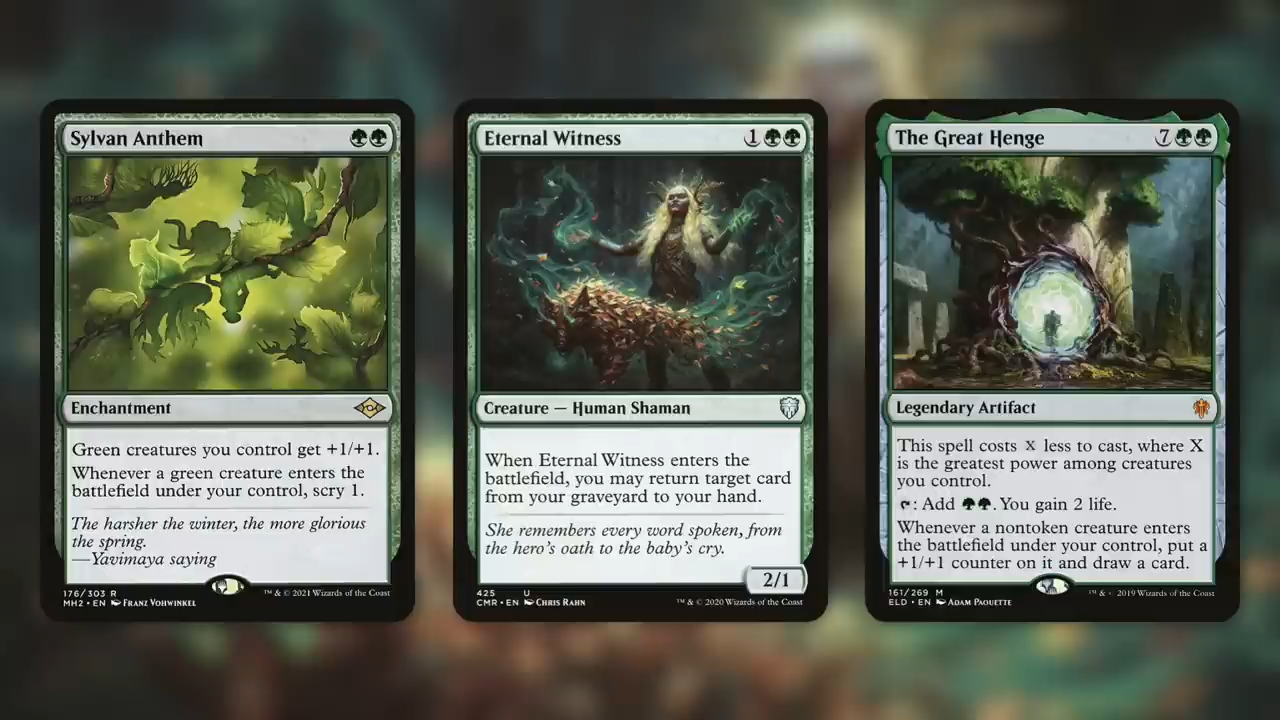 Sylvan Anthem
Enchantment
Green creatures you control get +1/+1.
Whenever a green creature enters the
battlefield under your control, scry 1.
The harsher the winter, the more glorious
the spring.
—Yavimaya saying
176/303 R
MH2 • EN Franz Vohwinkel
™ & © 2021 Wizards of the Coast
Eternal Witness
1
Creature — Human Shaman
When Eternal Witness enters the
battlefield, you may return target card
from your graveyard to your hand.
She remembers every word spoken, from
the hero's oath to the baby's cry.
2/1
425 U
CMR • EN Chris Rahn
™ & © 2020 Wizards of the Coast
The Great Henge
7
Legendary Artifact
This spell costs X less to cast, where X
is the greatest power among creatures
you control.
: Add . You gain 2 life.
Whenever a nontoken creature enters
the battlefield under your control, put a
+1/+1 counter on it and draw a card.
161/269 M
ELD • EN Adam Paquette
™ & © 2019 Wizards of the Coast